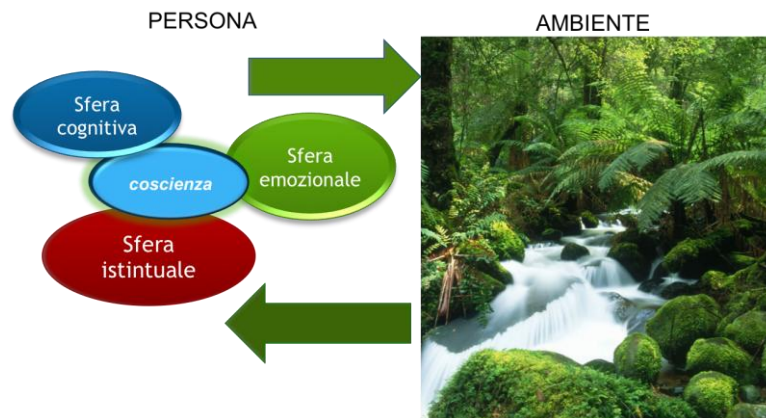 PERSONA
AMBIENTE
Sfera
cognitiva
Sfera
emozionale
coscienza
Sfera
istintuale